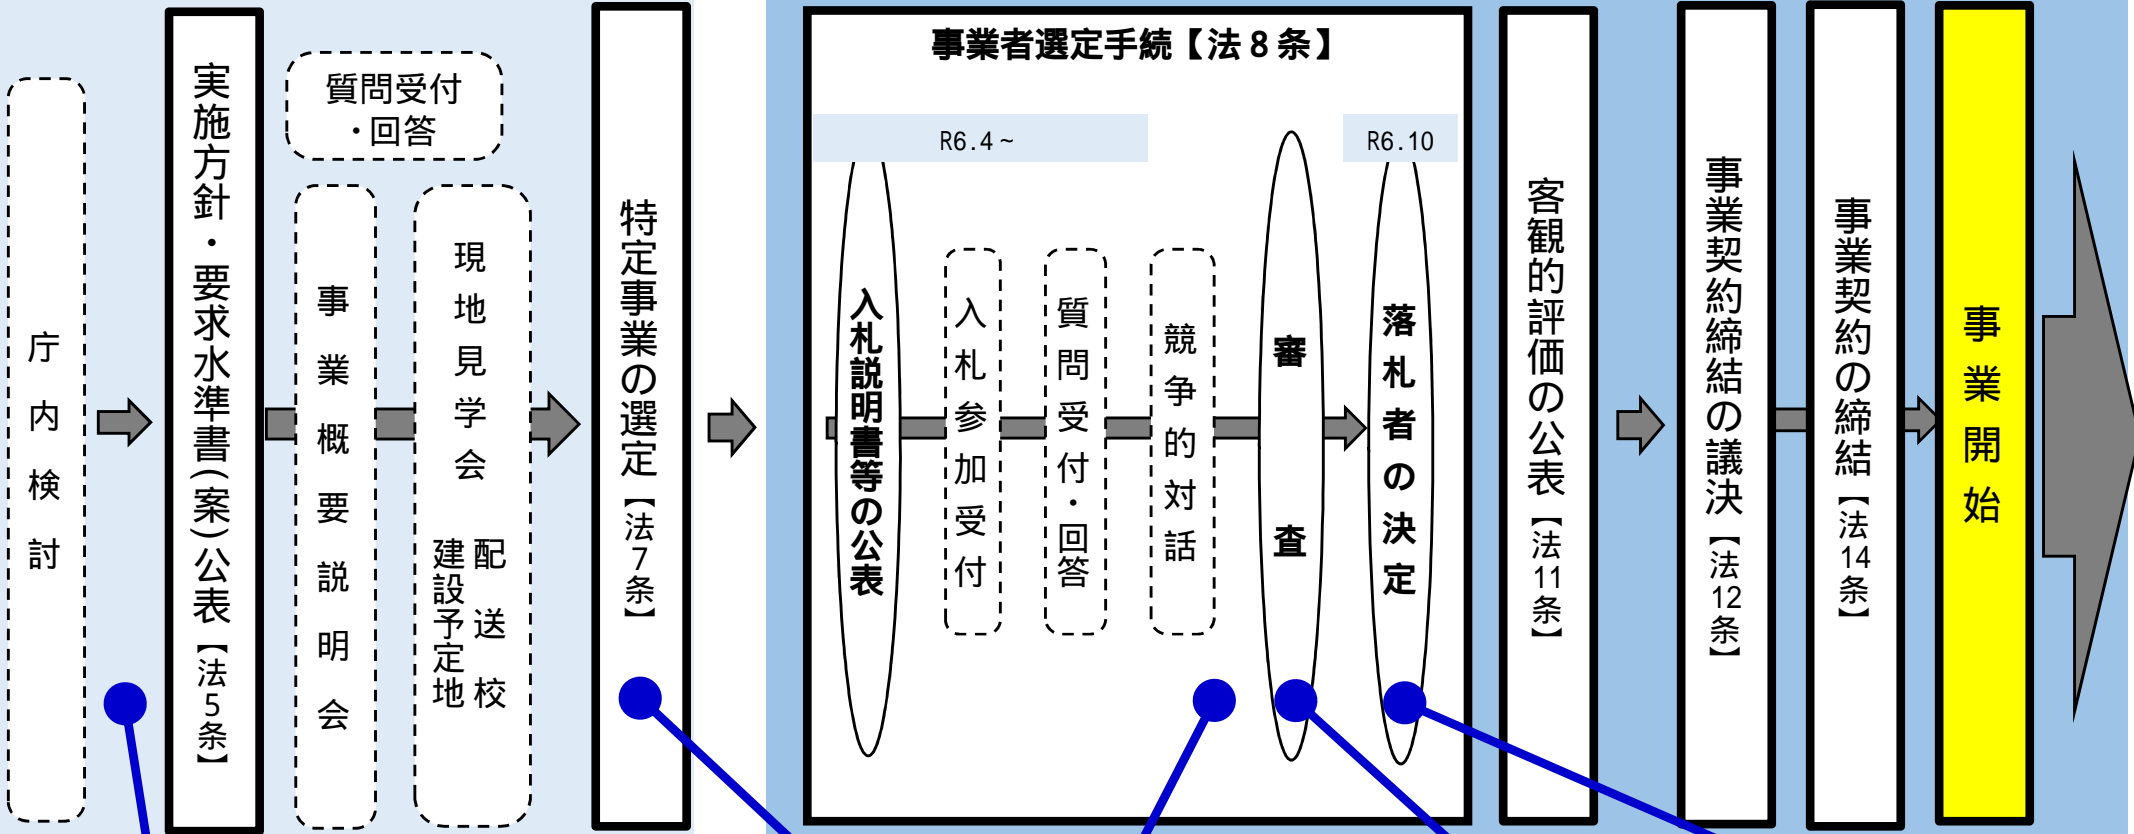 庁内検討
実施方針・要求水準書(案)公表【法5条】
質問受付
・回答
事業概要説明会
現地見学会
配送校
建設予定地
特定事業の選定【法7条】
事業者選定手続【法8条】
R6.4~
R6.10
入札説明書等の公表
入札参加受付
質問受付・回答
競争的対話
審査
落札者の決定
客観的評価の公表【法11条】
事業契約締結の議決【法12条】
事業契約の締結【法14条】
事業開始